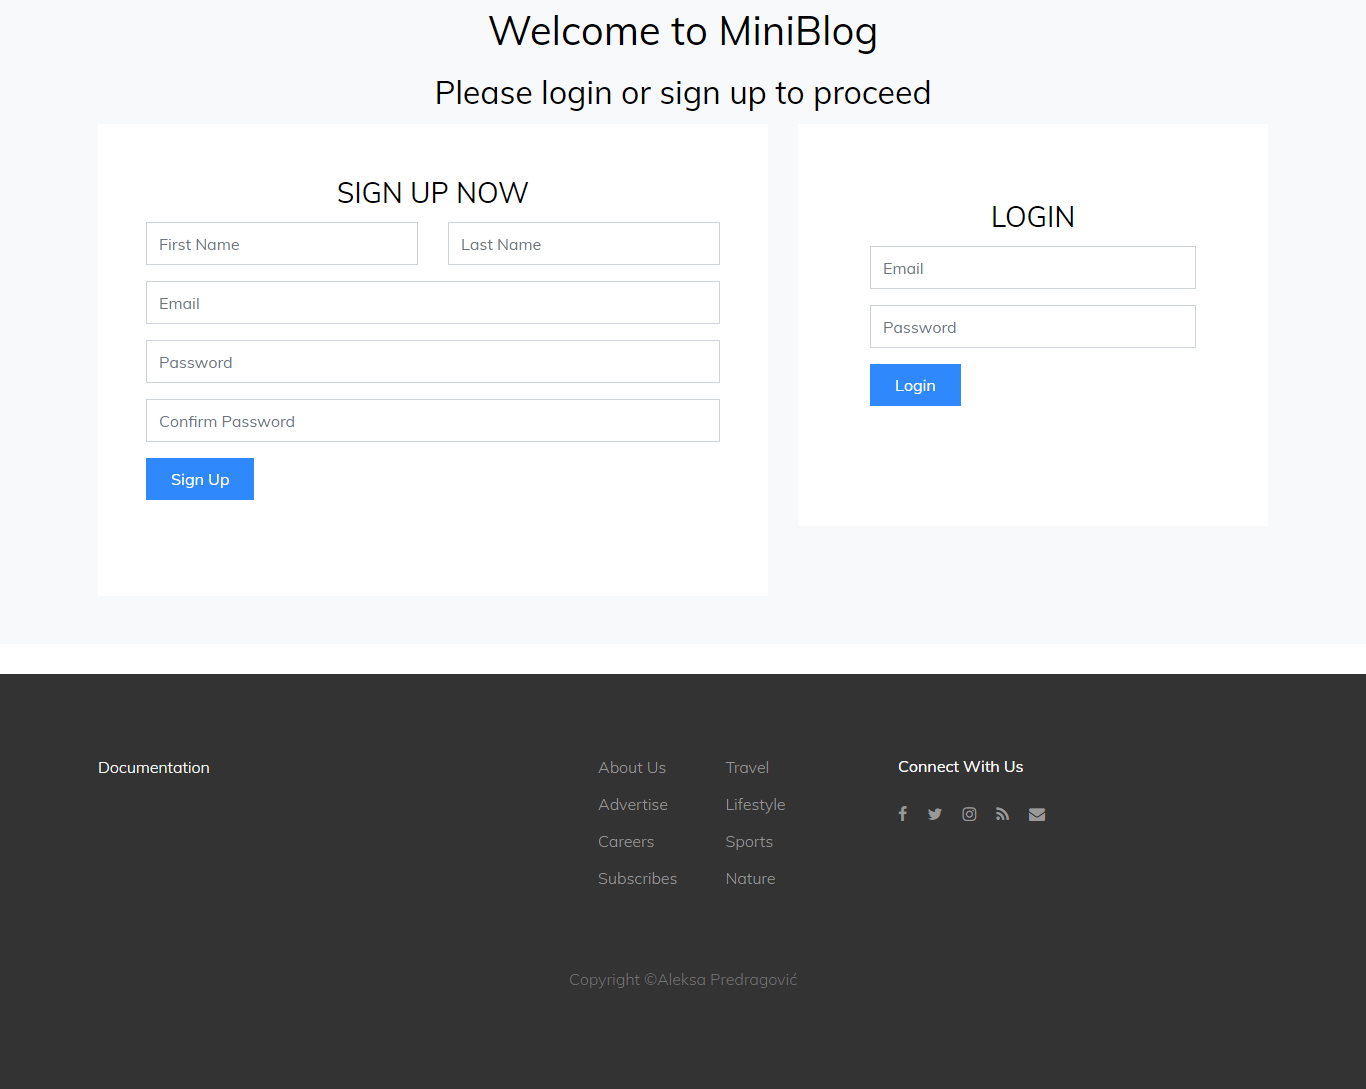 Welcome to MiniBlog
Please login or sign up to proceed
SIGN UP NOW
First Name
Last Name
Email
Password
Confirm Password
Sign Up
LOGIN
Email
Password
Login
Documentation
About Us
Advertise
Careers
Subscribes
Travel
Lifestyle
Sports
Nature
Connect With Us
Copyright ©Aleksa Predragović